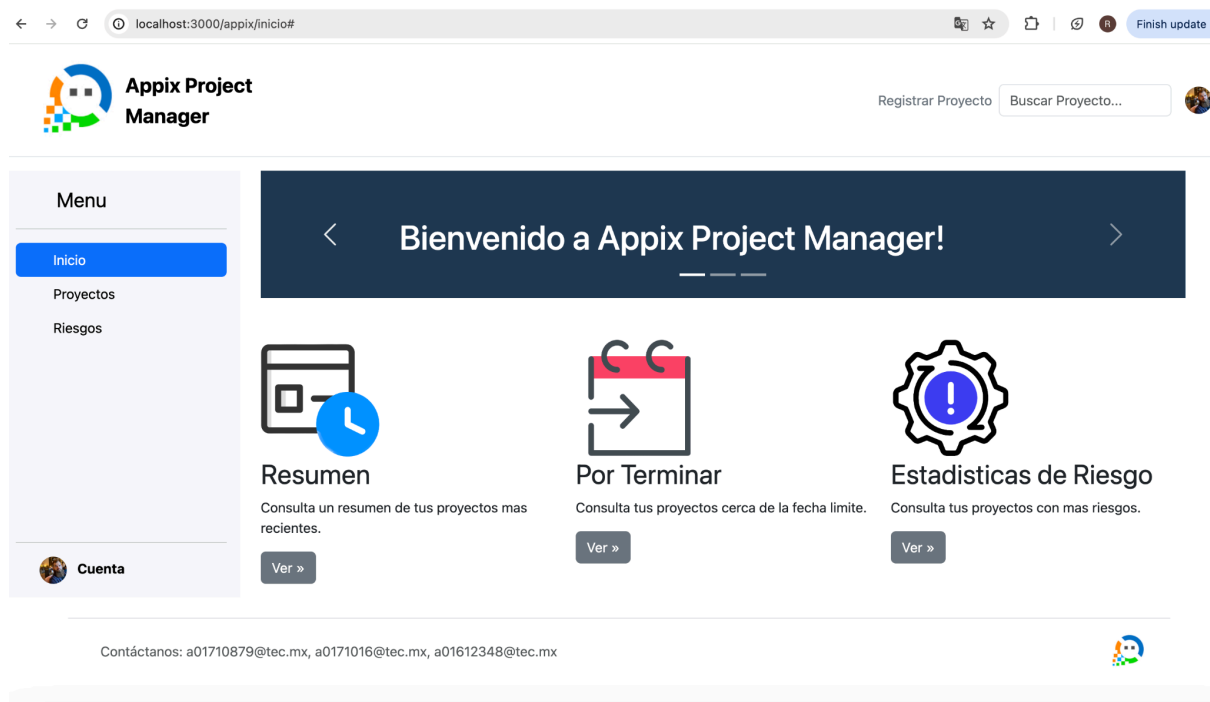 localhost:3000/appix/inicio#
R
Finish update
Appix Project
Manager
Registrar Proyecto
Buscar Proyecto...
Menu
Inicio
Proyectos
Riesgos
Cuenta
Bienvenido a Appix Project Manager!
Resumen
Consulta un resumen de tus proyectos mas
recientes.
Ver »
Por Terminar
Consulta tus proyectos cerca de la fecha limite.
Ver »
Estadisticas de Riesgo
Consulta tus proyectos con mas riesgos.
Ver »
Contáctanos: a01710879@tec.mx, a0171016@tec.mx, a01612348@tec.mx